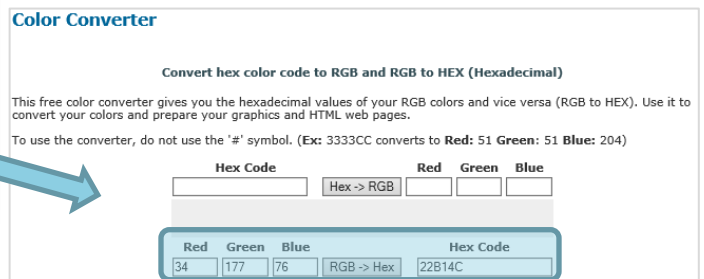 Color Converter
Convert hex color code to RGB and RGB to HEX (Hexadecimal)
This free color converter gives you the hexadecimal values of your RGB colors and vice versa (RGB to HEX). Use it to
convert your colors and prepare your graphics and HTML web pages.
To use the converter, do not use the '#' symbol. (Ex: 3333CC converts to Red: 51 Green: 51 Blue: 204)
Hex Code Red Green Blue
Hex -> RGB
Red Green Blue Hex Code
34 177 76 RGB -> Hex 22B14C